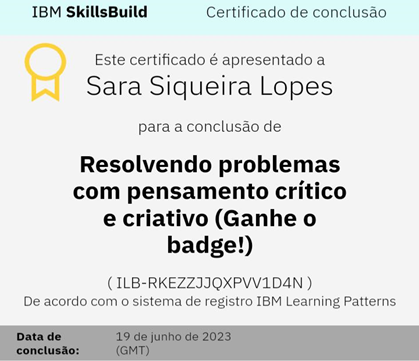 IBM SkillsBuild Certificado de conclusão
Este certificado é apresentado a
Sara Siqueira Lopes
para a conclusão de
Resolvendo problemas
com pensamento crítico
e criativo (Ganhe o
badge!)
( ILB-RKEZZJJQXPVV1D4N )
De acordo com o sistema de registro IBM Learning Patterns
Data de 19 de junho de 2023
conclusão: (GMT)